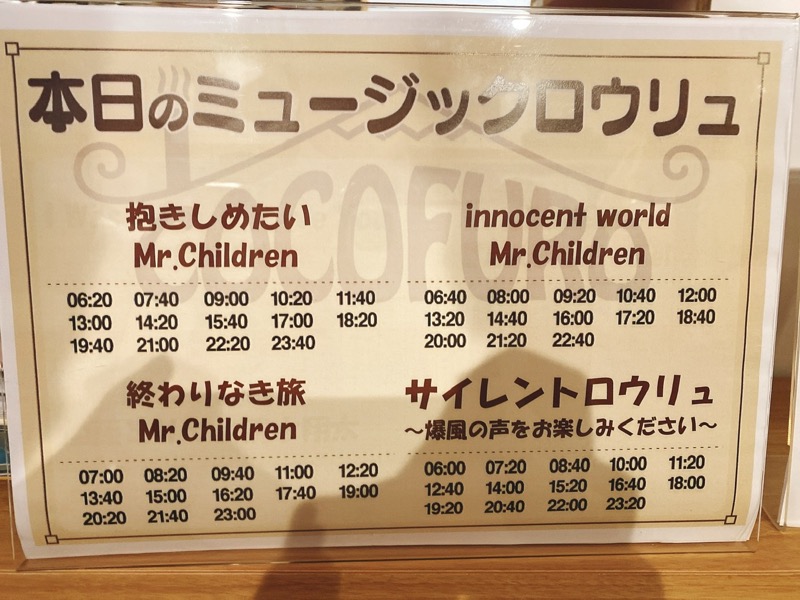 本日のミュージックロウリュ
COCOFURO
抱きしめたい
Mr.Children
06:20 07:40 09:00 10:20 11:40
13:00 14:20 15:40 17:00 18:20
19:40 21:00 22:20 23:40
innocent world
Mr.Children
06:40 08:00 09:20 10:40 12:00
13:20 14:40 16:00 17:20 18:40
20:00 21:20 22:40
終わりなき旅
Mr.Children
07:00 08:20 09:40 11:00 12:20
13:40 15:00 16:20 17:40 19:00
20:20 21:40 23:00
サイレントロウリュ
~爆風の声をお楽しみください~
06:00 07:20 08:40 10:00 11:20
12:40 14:00 15:20 16:40 18:00
19:20 20:40 22:00 23:20